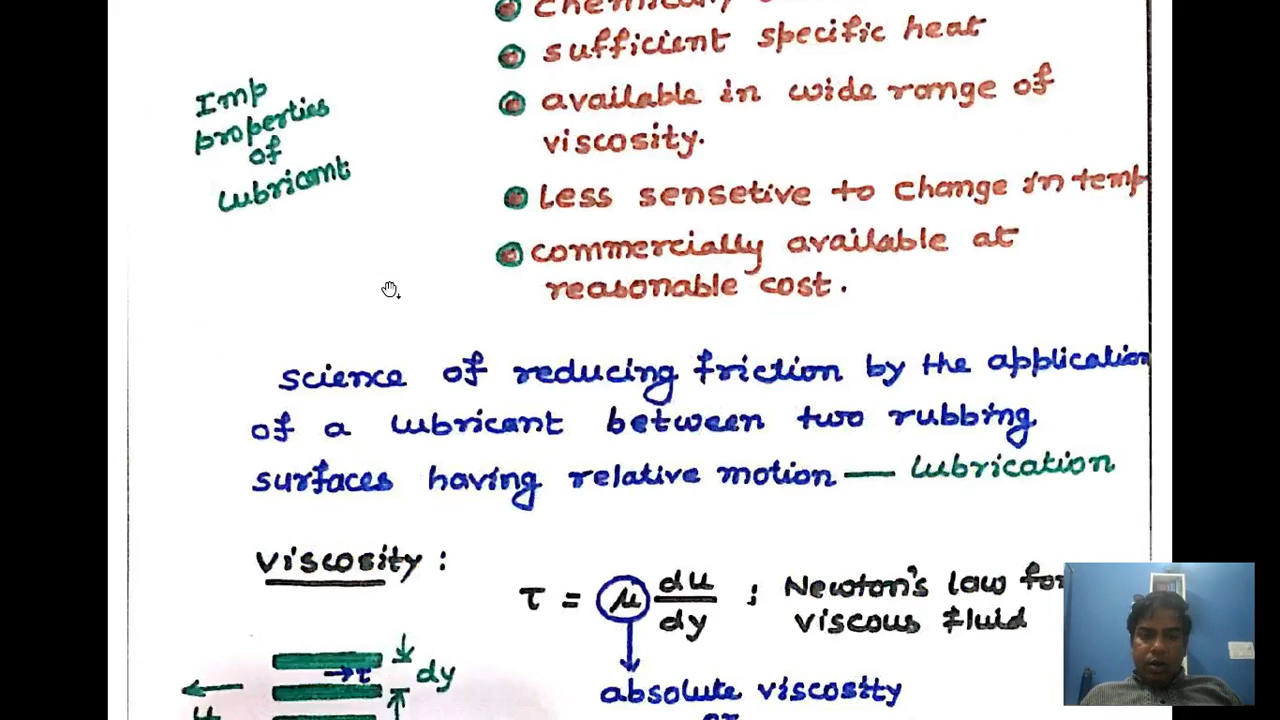 sufficient specific heat
available in wide range of
viscosity.
Imp
properties
of
Lubricant
Less sensetive to change in temp
commercially available at
reasonable cost.
science of reducing friction by the application
of a lubricant between two rubbing
surfaces having relative motion — lubrication
viscosity :
τ = μ du/dy ; Newton's law for
viscous fluid
→τ
dy
u
absolute viscosity